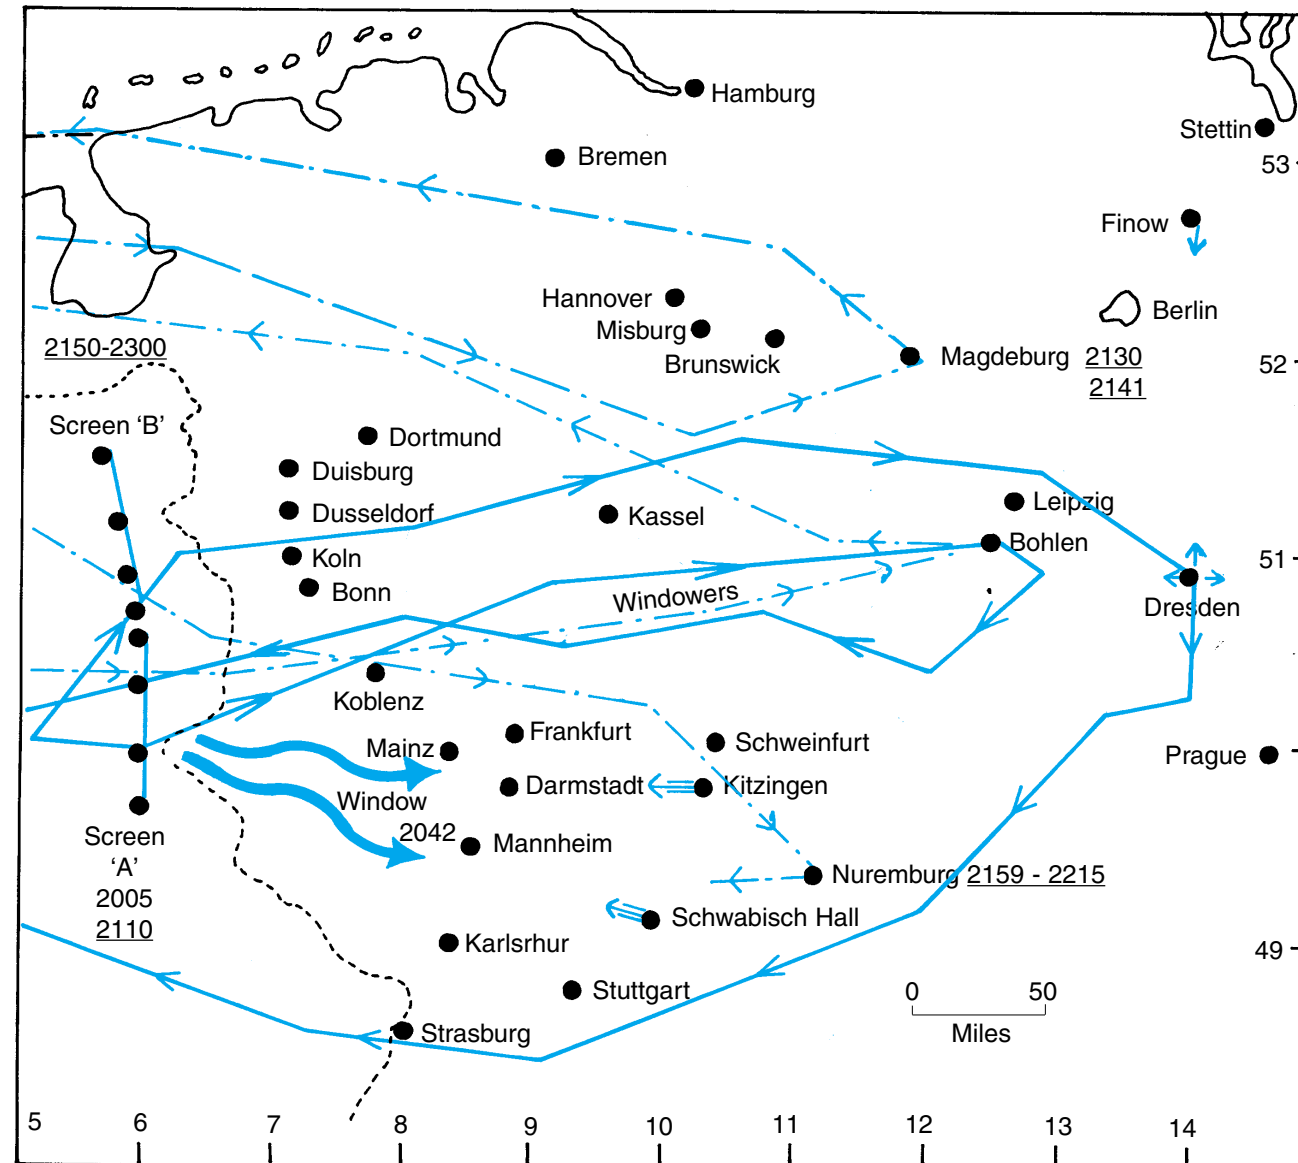 Hamburg
Stettin
Bremen
53
Finow
Hannover
Berlin
Misburg
2150-2300
Brunswick
Magdeburg 2130
2141
52
Screen ‘B’
Dortmund
Duisburg
Leipzig
Dusseldorf
Kassel
Bohlen
Koln
51
Bonn
Windowers
Dresden
Koblenz
Frankfurt
Mainz
Schweinfurt
Prague
Darmstadt
Kitzingen
Window
2042
Mannheim
Screen
‘A’
2005
2110
Nuremburg 2159 - 2215
Schwabisch Hall
Karlsrhur
49
Stuttgart
0 50
Miles
Strasburg
5 6 7 8 9 10 11 12 13 14